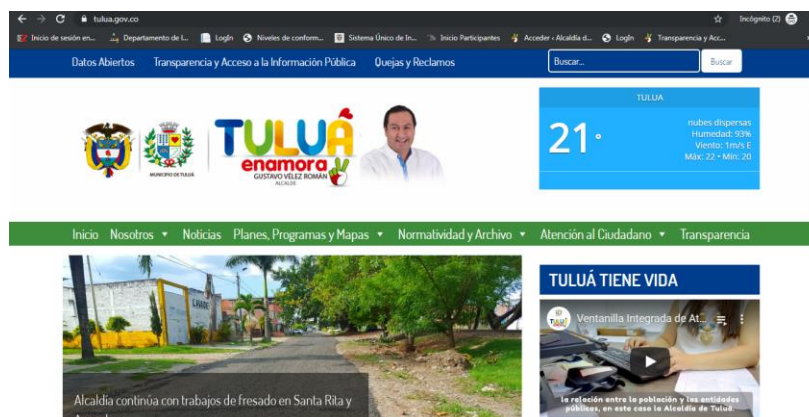 tulua.gov.co
Incógnito (2)
Inicio de sesión en...
Departamento de I...
LogIn
Niveles de conform...
Sistema Único de In...
Inicio Participantes
Acceder ‹ Alcaldía d...
LogIn
Transparencia y Acc...
Datos Abiertos
Transparencia y Acceso a la Información Pública
Quejas y Reclamos
Buscar...
Buscar
MUNICIPIO DE TULUÁ
TULUÁ
enamora
GUSTAVO VÉLEZ ROMÁN
ALCALDE
TULUA
21°
nubes dispersas
Humedad: 93%
Viento: 1m/s E
Máx: 22 • Mín: 20
Inicio
Nosotros
Noticias
Planes, Programas y Mapas
Normatividad y Archivo
Atención al Ciudadano
Transparencia
TULUÁ TIENE VIDA
Ventanilla Integrada de At...
la relación entre la población y las entidades
públicas, en este caso la Alcaldía de Tuluá.
Alcaldía continúa con trabajos de fresado en Santa Rita y